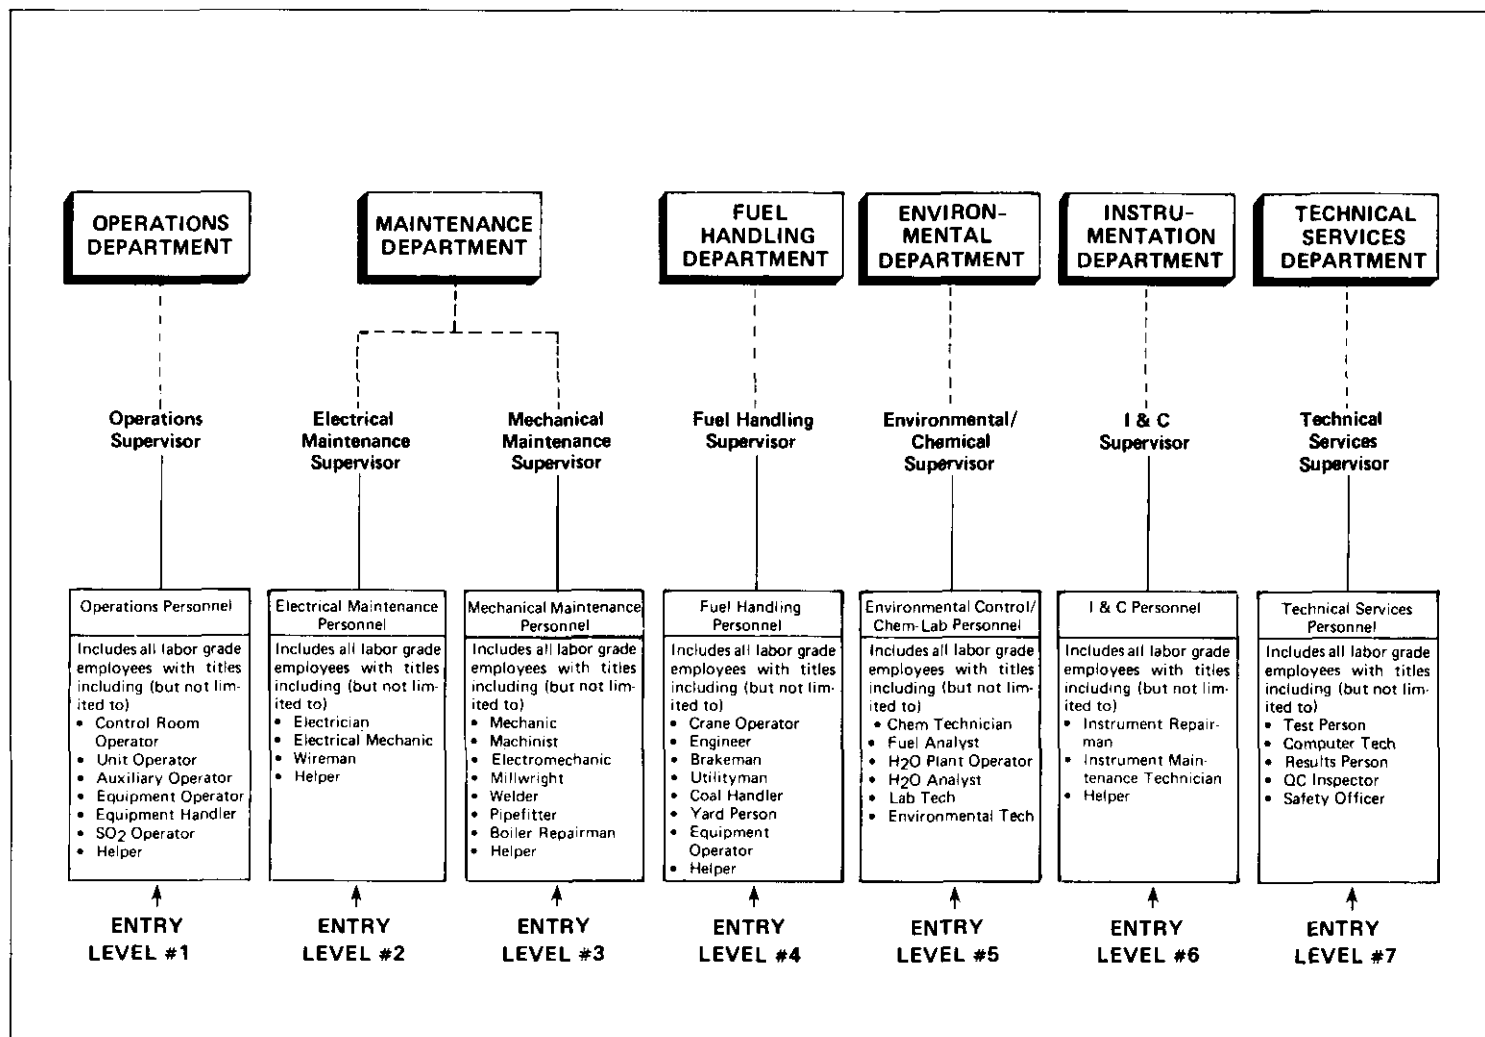 OPERATIONS
DEPARTMENT
MAINTENANCE
DEPARTMENT
FUEL
HANDLING
DEPARTMENT
ENVIRON-
MENTAL
DEPARTMENT
INSTRU-
MENTATION
DEPARTMENT
TECHNICAL
SERVICES
DEPARTMENT
Operations
Supervisor
Electrical
Maintenance
Supervisor
Mechanical
Maintenance
Supervisor
Fuel Handling
Supervisor
Environmental/
Chemical
Supervisor
I & C
Supervisor
Technical
Services
Supervisor
Operations Personnel
Includes all labor grade
employees with titles
including (but not lim-
ited to)
• Control Room
Operator
• Unit Operator
• Auxiliary Operator
• Equipment Operator
• Equipment Handler
• SO2 Operator
• Helper
Electrical Maintenance
Personnel
Includes all labor grade
employees with titles
including (but not lim-
ited to)
• Electrician
• Electrical Mechanic
• Wireman
• Helper
Mechanical Maintenance
Personnel
Includes all labor grade
employees with titles
including (but not lim-
ited to)
• Mechanic
• Machinist
• Electromechanic
• Millwright
• Welder
• Pipefitter
• Boiler Repairman
• Helper
Fuel Handling
Personnel
Includes all labor grade
employees with titles
including (but not lim-
ited to)
• Crane Operator
• Engineer
• Brakeman
• Utilityman
• Coal Handler
• Yard Person
• Equipment
Operator
• Helper
Environmental Control/
Chem-Lab Personnel
Includes all labor grade
employees with titles
including (but not lim-
ited to)
• Chem Technician
• Fuel Analyst
• H2O Plant Operator
• H2O Analyst
• Lab Tech
• Environmental Tech
I & C Personnel
Includes all labor grade
employees with titles
including (but not lim-
ited to)
• Instrument Repair-
man
• Instrument Main-
tenance Technician
• Helper
Technical Services
Personnel
Includes all labor grade
employees with titles
including (but not lim-
ited to)
• Test Person
• Computer Tech
• Results Person
• QC Inspector
• Safety Officer
ENTRY
LEVEL #1
ENTRY
LEVEL #2
ENTRY
LEVEL #3
ENTRY
LEVEL #4
ENTRY
LEVEL #5
ENTRY
LEVEL #6
ENTRY
LEVEL #7